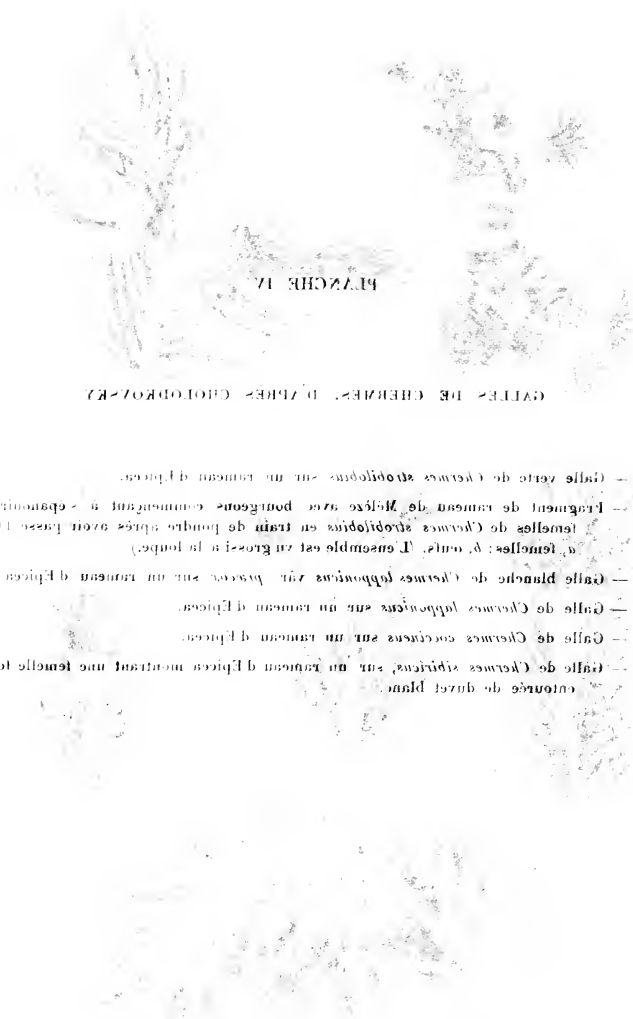 PLANCHE IV
GALLES DE CHERMES, D'APRÈS CHOLODKOVSKY
— Galle verte de Chermes strobilobius sur un rameau d'Epicea.
— Fragment de rameau de Mélèze avec bourgeons commençant à s'épanouir
femelles de Chermes strobilobius en train de pondre après avoir passé
a, femelles; b, œufs. (L'ensemble est vu grossi à la loupe.)
— Galle blanche de Chermes lapponicus var. præcox sur un rameau d'Epicea
— Galle de Chermes lapponicus sur un rameau d'Epicea.
— Galle de Chermes coccineus sur un rameau d'Epicea.
— Galle de Chermes sibiricus, sur un rameau d'Epicea montrant une femelle
entourée de duvet blanc.